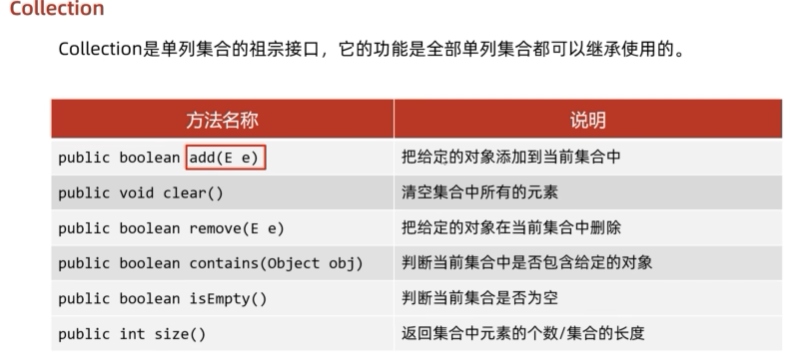 Collection
Collection是单列集合的祖宗接口，它的功能是全部单列集合都可以继承使用的。
方法名称 说明
public boolean add(E e) 把给定的对象添加到当前集合中
public void clear() 清空集合中所有的元素
public boolean remove(E e) 把给定的对象在当前集合中删除
public boolean contains(Object obj) 判断当前集合中是否包含给定的对象
public boolean isEmpty() 判断当前集合是否为空
public int size() 返回集合中元素的个数/集合的长度